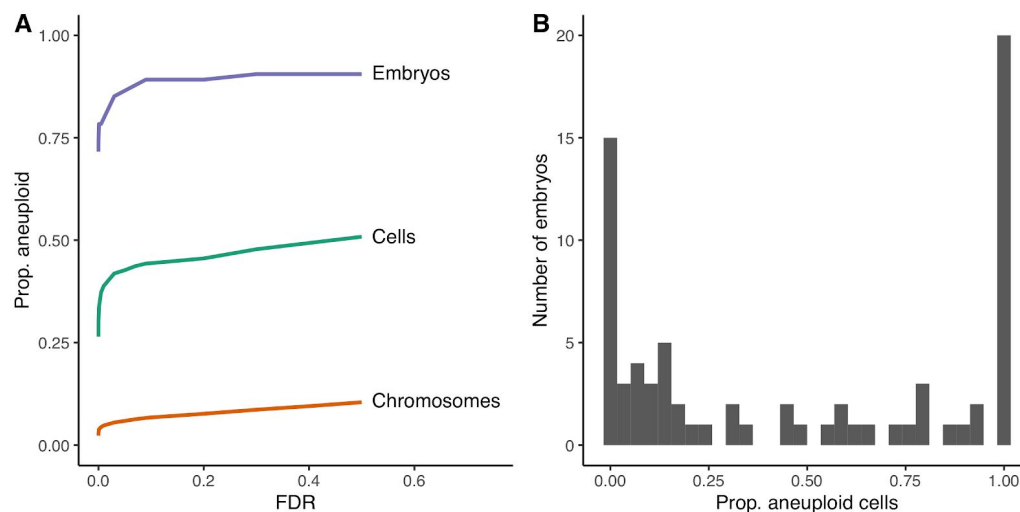 A
Prop. aneuploid
1.00
0.75
0.50
0.25
0.00
Embryos
Cells
Chromosomes
0.0 0.2 0.4 0.6
FDR
B
Number of embryos
20
15
10
5
0
0.00 0.25 0.50 0.75 1.00
Prop. aneuploid cells